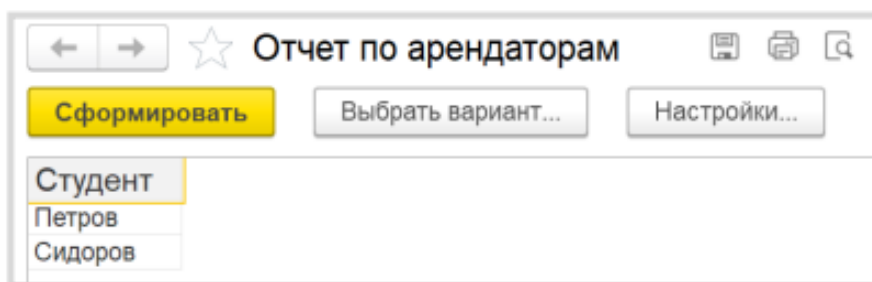 Отчет по арендаторам
Сформировать Выбрать вариант... Настройки...
Студент
Петров
Сидоров